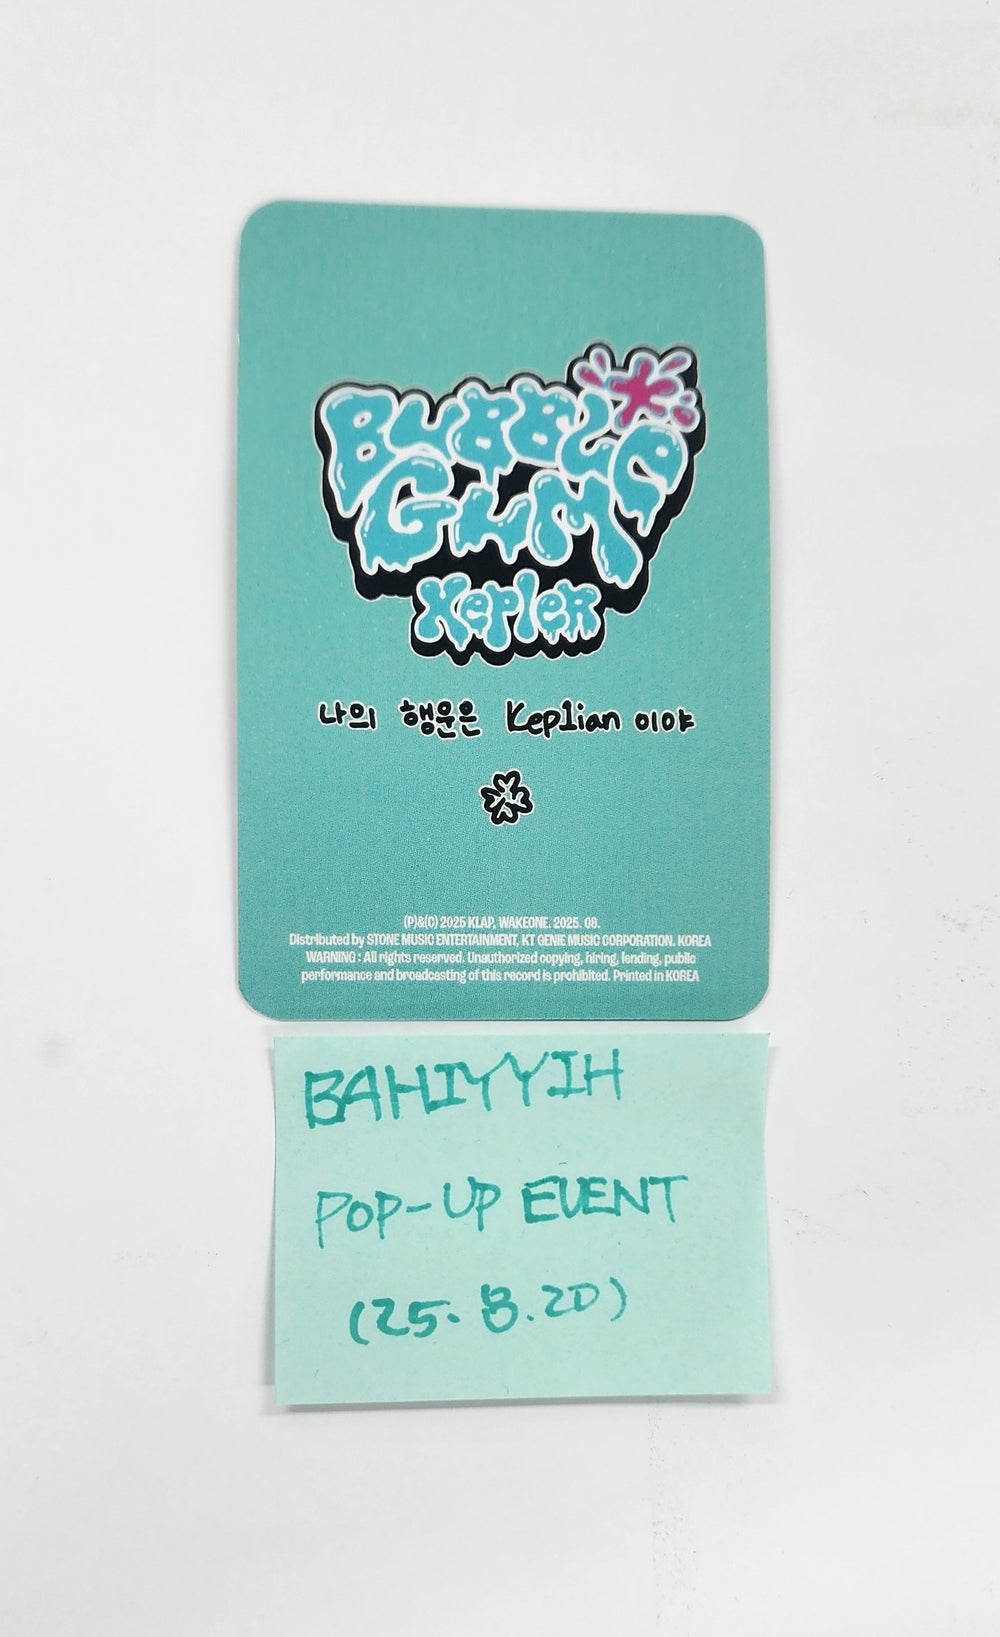 BUBBLE
GUM
Kep1er
나의 행운은 Kep1ian 이야
(P)&(C) 2025 KLAP, WAKEONE. 2025. 08.
Distributed by STONE MUSIC ENTERTAINMENT, KT GENIE MUSIC CORPORATION. KOREA
WARNING : All rights reserved. Unauthorized copying, hiring, lending, public
performance and broadcasting of this record is prohibited. Printed in KOREA
BAHIYYIH
POP-UP EVENT
(25. 8. 20)